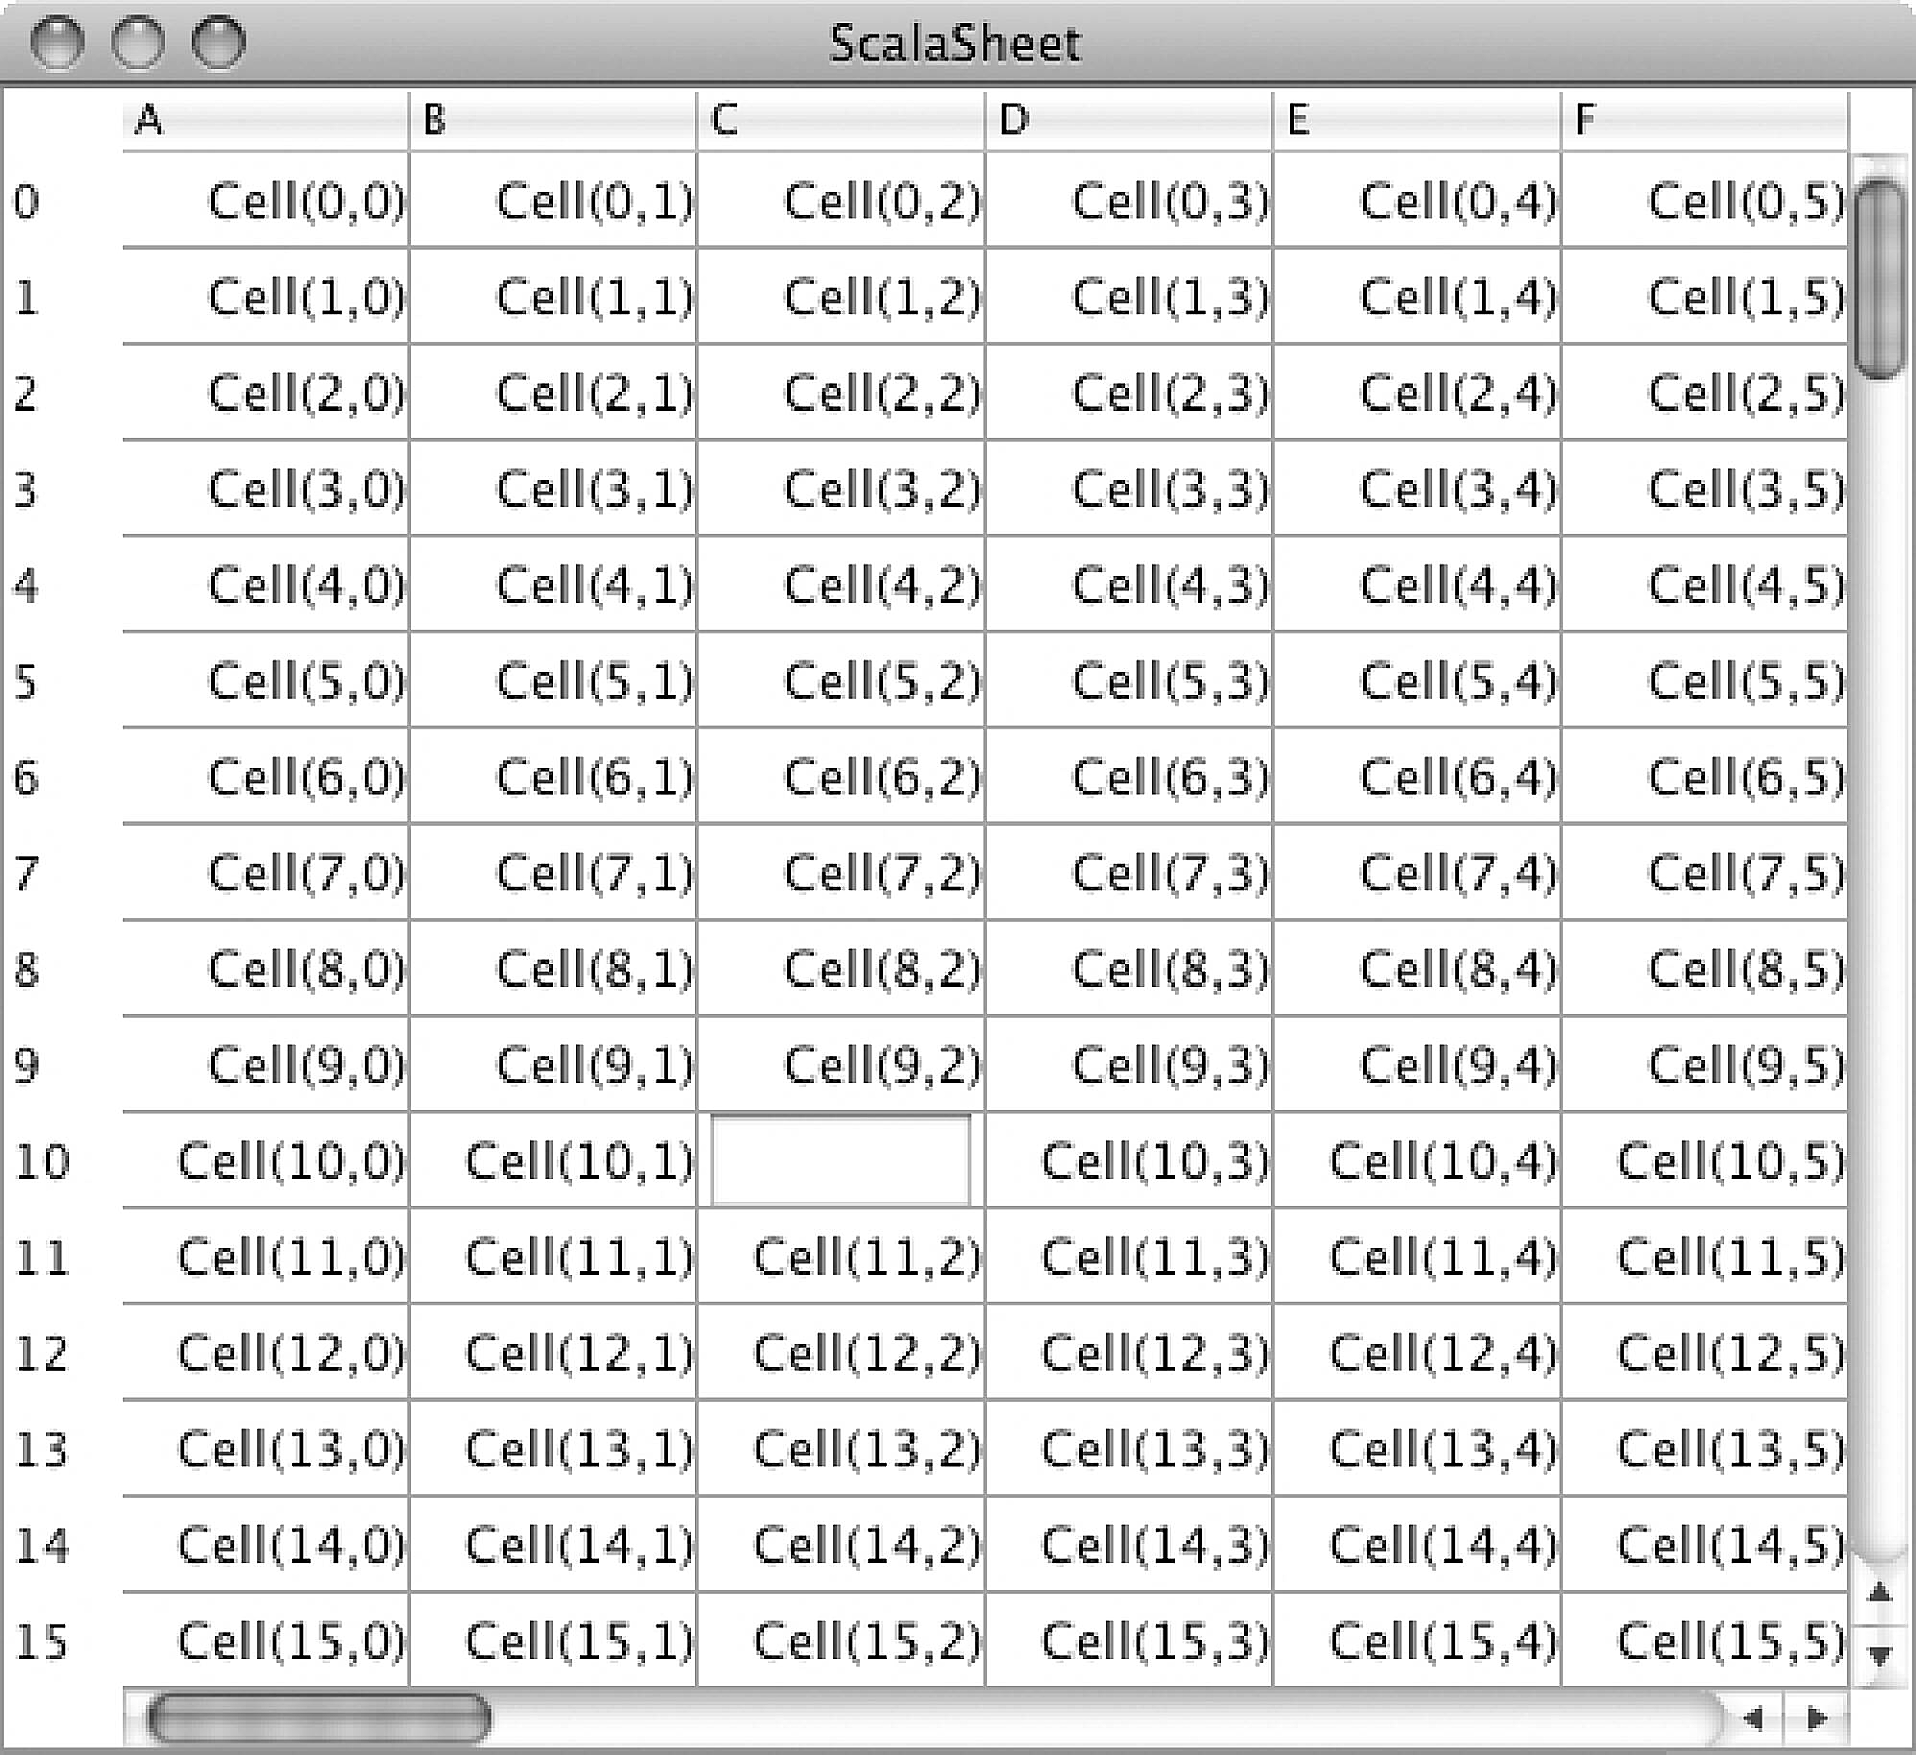 ScalaSheet
A B C D E F
0 Cell(0,0) Cell(0,1) Cell(0,2) Cell(0,3) Cell(0,4) Cell(0,5)
1 Cell(1,0) Cell(1,1) Cell(1,2) Cell(1,3) Cell(1,4) Cell(1,5)
2 Cell(2,0) Cell(2,1) Cell(2,2) Cell(2,3) Cell(2,4) Cell(2,5)
3 Cell(3,0) Cell(3,1) Cell(3,2) Cell(3,3) Cell(3,4) Cell(3,5)
4 Cell(4,0) Cell(4,1) Cell(4,2) Cell(4,3) Cell(4,4) Cell(4,5)
5 Cell(5,0) Cell(5,1) Cell(5,2) Cell(5,3) Cell(5,4) Cell(5,5)
6 Cell(6,0) Cell(6,1) Cell(6,2) Cell(6,3) Cell(6,4) Cell(6,5)
7 Cell(7,0) Cell(7,1) Cell(7,2) Cell(7,3) Cell(7,4) Cell(7,5)
8 Cell(8,0) Cell(8,1) Cell(8,2) Cell(8,3) Cell(8,4) Cell(8,5)
9 Cell(9,0) Cell(9,1) Cell(9,2) Cell(9,3) Cell(9,4) Cell(9,5)
10 Cell(10,0) Cell(10,1) Cell(10,3) Cell(10,4) Cell(10,5)
11 Cell(11,0) Cell(11,1) Cell(11,2) Cell(11,3) Cell(11,4) Cell(11,5)
12 Cell(12,0) Cell(12,1) Cell(12,2) Cell(12,3) Cell(12,4) Cell(12,5)
13 Cell(13,0) Cell(13,1) Cell(13,2) Cell(13,3) Cell(13,4) Cell(13,5)
14 Cell(14,0) Cell(14,1) Cell(14,2) Cell(14,3) Cell(14,4) Cell(14,5)
15 Cell(15,0) Cell(15,1) Cell(15,2) Cell(15,3) Cell(15,4) Cell(15,5)